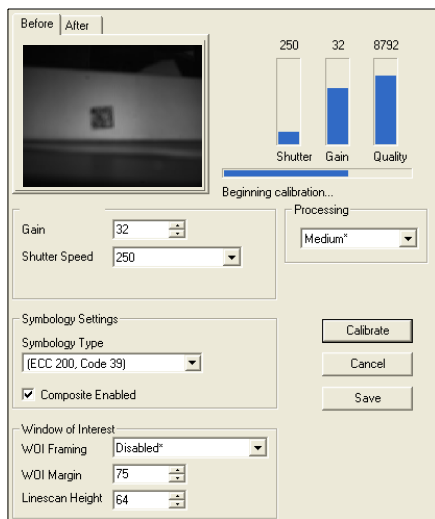 Before After
250 32 8792
Shutter Gain Quality
Beginning calibration...
Processing
Gain 32
Medium*
Shutter Speed 250
Symbology Settings
Calibrate
Symbology Type
(ECC 200, Code 39)
Cancel
Composite Enabled
Save
Window of Interest
WOI Framing Disabled*
WOI Margin 75
Linescan Height 64